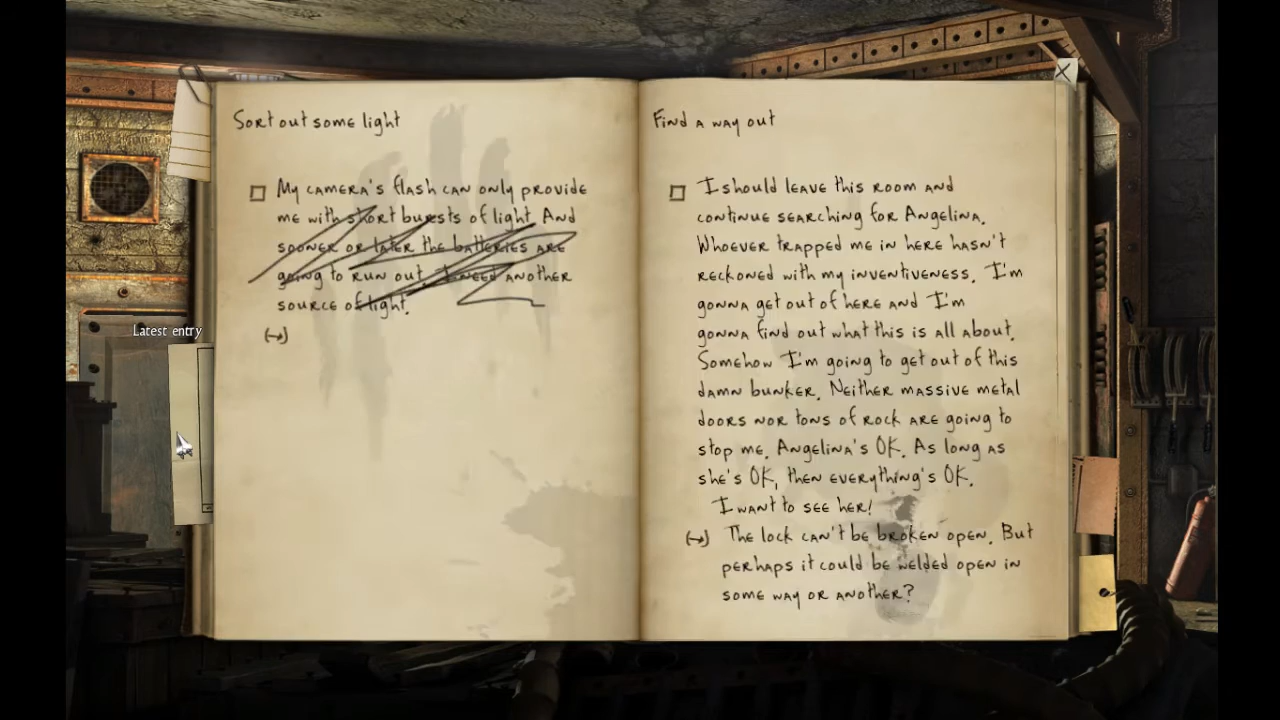 Sort out some light
My camera's flash can only provide
me with short bursts of light. And
sooner or later the batteries are
going to run out. I need another
source of light.
(→)
Latest entry
Find a way out
I should leave this room and
continue searching for Angelina.
Whoever trapped me in here hasn't
reckoned with my inventiveness. I'm
gonna get out of here and I'm
gonna find out what this is all about.
Somehow I'm going to get out of this
damn bunker. Neither massive metal
doors nor tons of rock are going to
stop me. Angelina's OK. As long as
she's OK, then everything's OK.
I want to see her!
(→) The lock can't be broken open. But
perhaps it could be welded open in
some way or another?